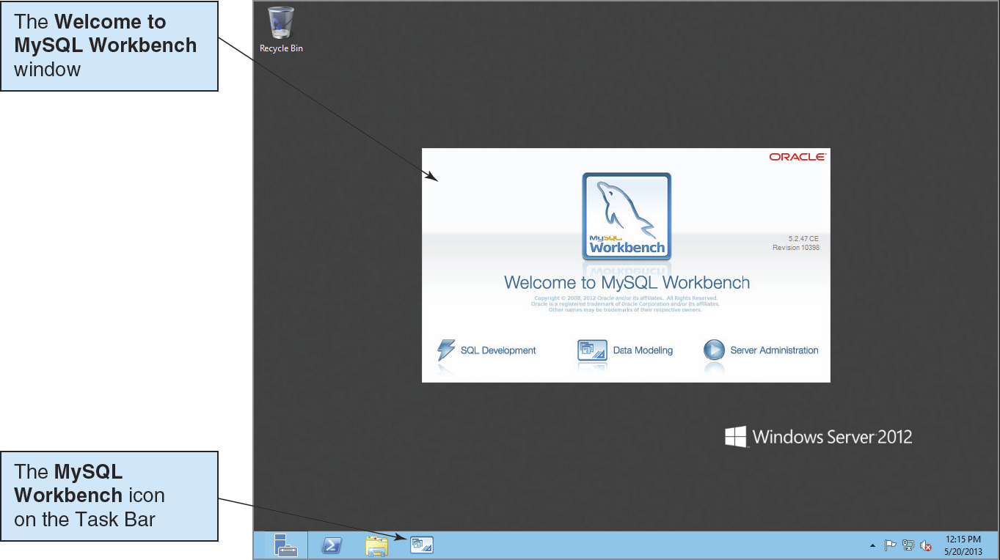 The Welcome to
MySQL Workbench
window
Recycle Bin
ORACLE
MySQL
Workbench
5.2.47 CE
Revision 10398
Welcome to MySQL Workbench
Copyright © 2008, 2012 Oracle and/or its affiliates. All Rights Reserved.
Oracle is a registered trademark of Oracle Corporation and/or its affiliates.
Other names may be trademarks of their respective owners.
SQL Development
Data Modeling
Server Administration
Windows Server 2012
The MySQL
Workbench icon
on the Task Bar
12:15 PM
5/20/2013